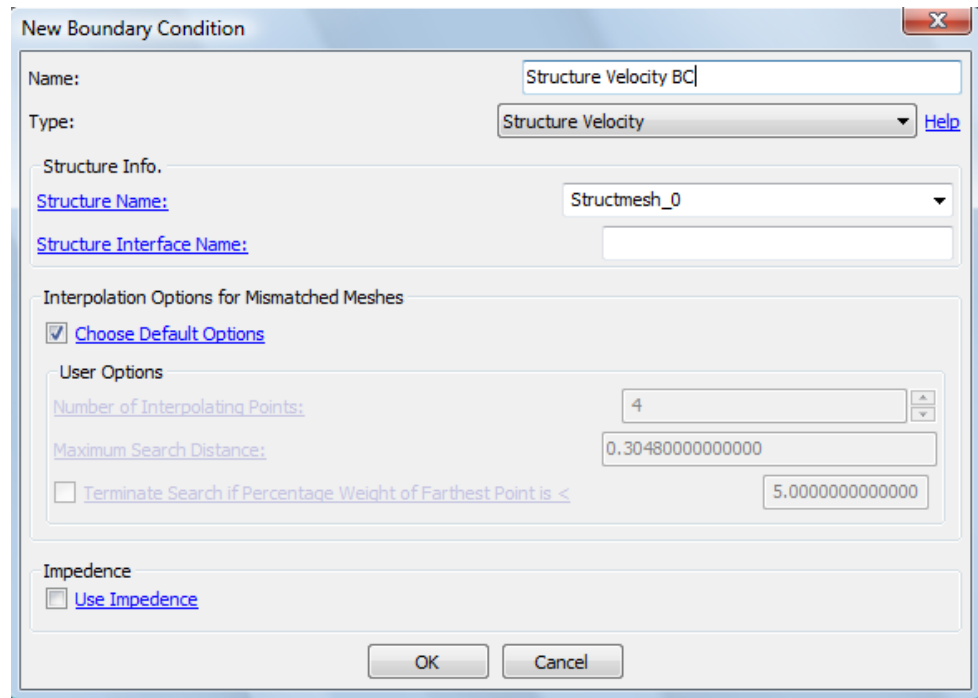 New Boundary Condition
Name: Structure Velocity BC
Type: Structure Velocity Help
Structure Info.
Structure Name: Structmesh_0
Structure Interface Name:
Interpolation Options for Mismatched Meshes
Choose Default Options
User Options
Number of Interpolating Points: 4
Maximum Search Distance: 0.30480000000000
Terminate Search if Percentage Weight of Farthest Point is < 5.0000000000000
Impedence
Use Impedence
OK Cancel